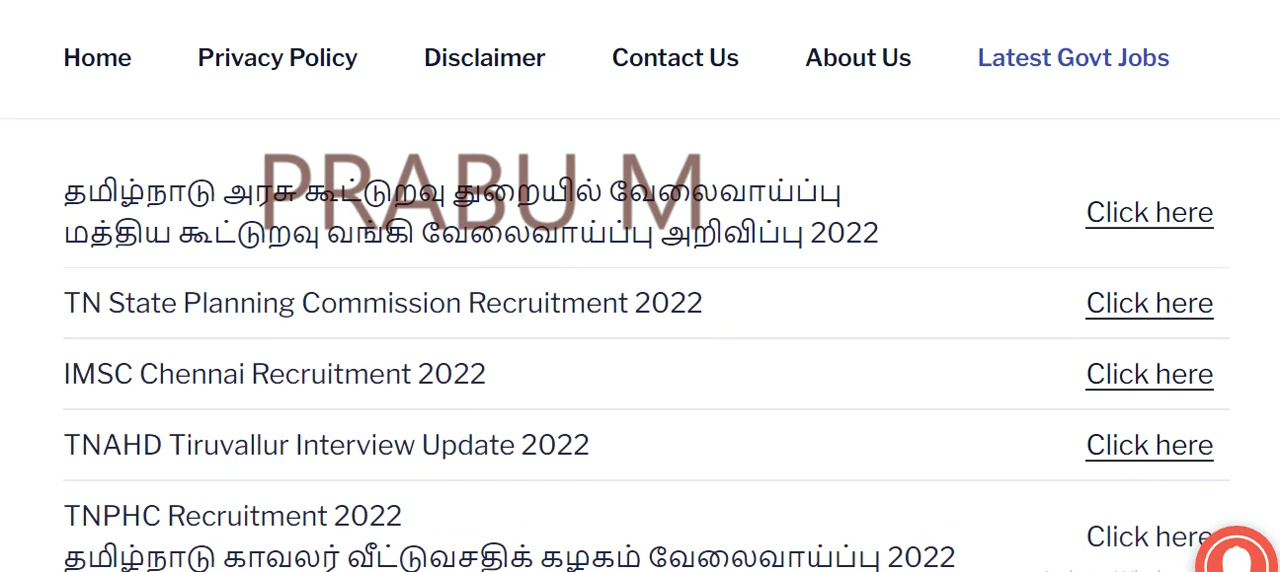 Home Privacy Policy Disclaimer Contact Us About Us Latest Govt Jobs
PRABU M
தமிழ்நாடு அரசு கூட்டுறவு துறையில் வேலைவாய்ப்பு
மத்திய கூட்டுறவு வங்கி வேலைவாய்ப்பு அறிவிப்பு 2022
Click here
TN State Planning Commission Recruitment 2022 Click here
IMSC Chennai Recruitment 2022 Click here
TNAHD Tiruvallur Interview Update 2022 Click here
TNPHC Recruitment 2022
தமிழ்நாடு காவலர் வீட்டுவசதிக் கழகம் வேலைவாய்ப்பு 2022
Click here